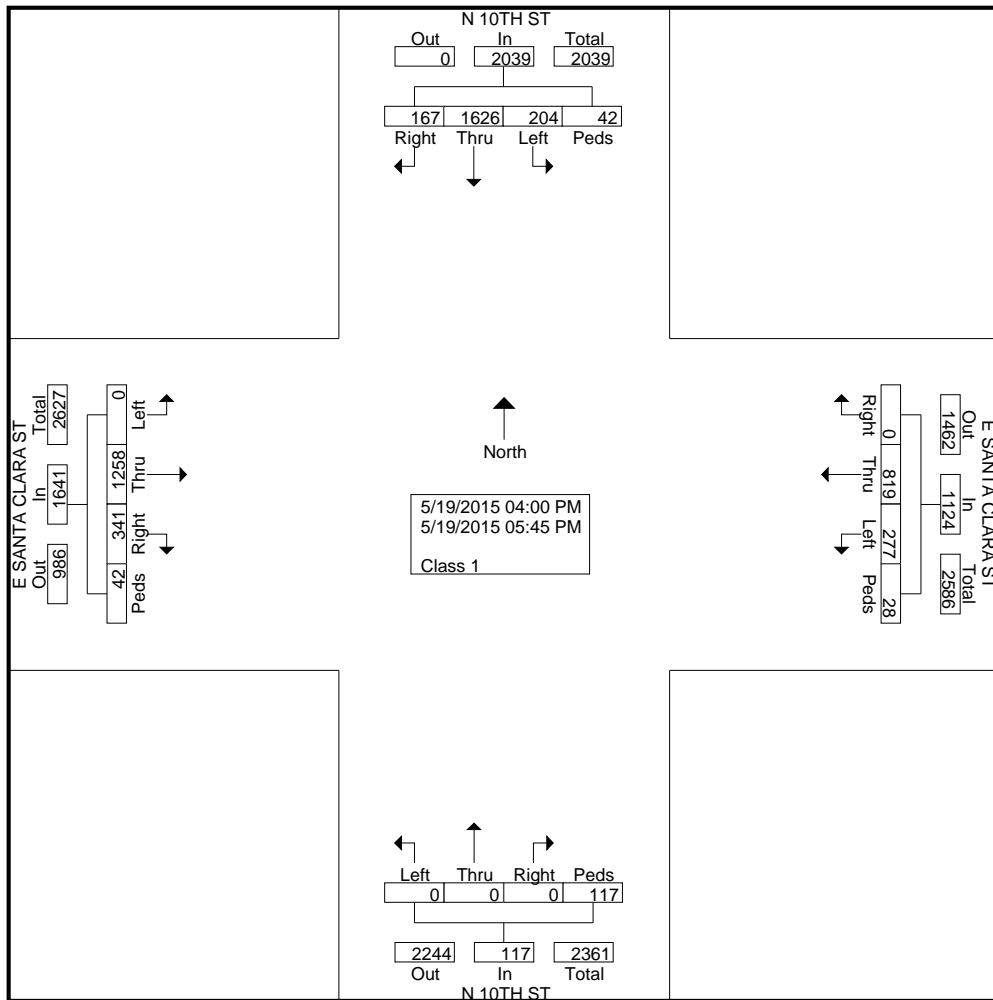 N 10TH ST
Out In Total
0 2039 2039
167 1626 204 42
Right Thru Left Peds
E SANTA CLARA ST
Total In Out
2627 1641 986
0 1258 341 42
Left Thru Right Peds
North
5/19/2015 04:00 PM
5/19/2015 05:45 PM
Class 1
Right Thru Left Peds
0 819 277 28
1462 1124 2586
Out In Total
E SANTA CLARA ST
Left Thru Right Peds
0 0 0 117
2244 117 2361
Out In Total
N 10TH ST